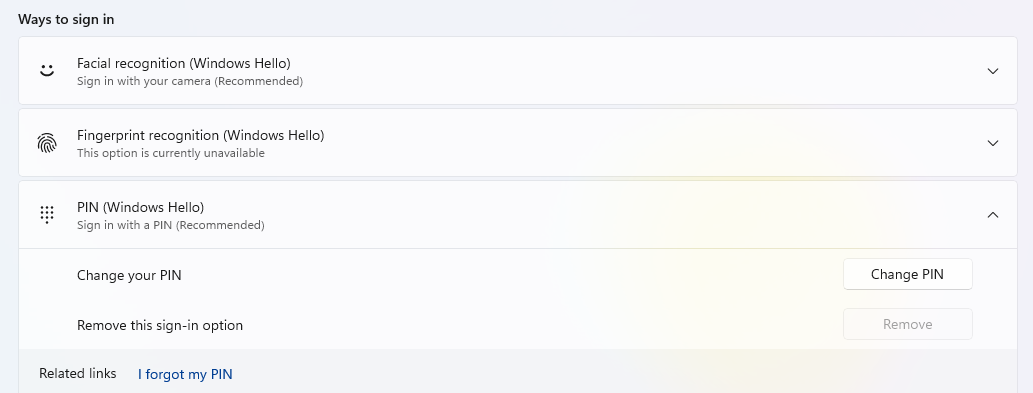 Ways to sign in
Facial recognition (Windows Hello)
Sign in with your camera (Recommended)
Fingerprint recognition (Windows Hello)
This option is currently unavailable
PIN (Windows Hello)
Sign in with a PIN (Recommended)
Change your PIN
Change PIN
Remove this sign-in option
Remove
Related links I forgot my PIN